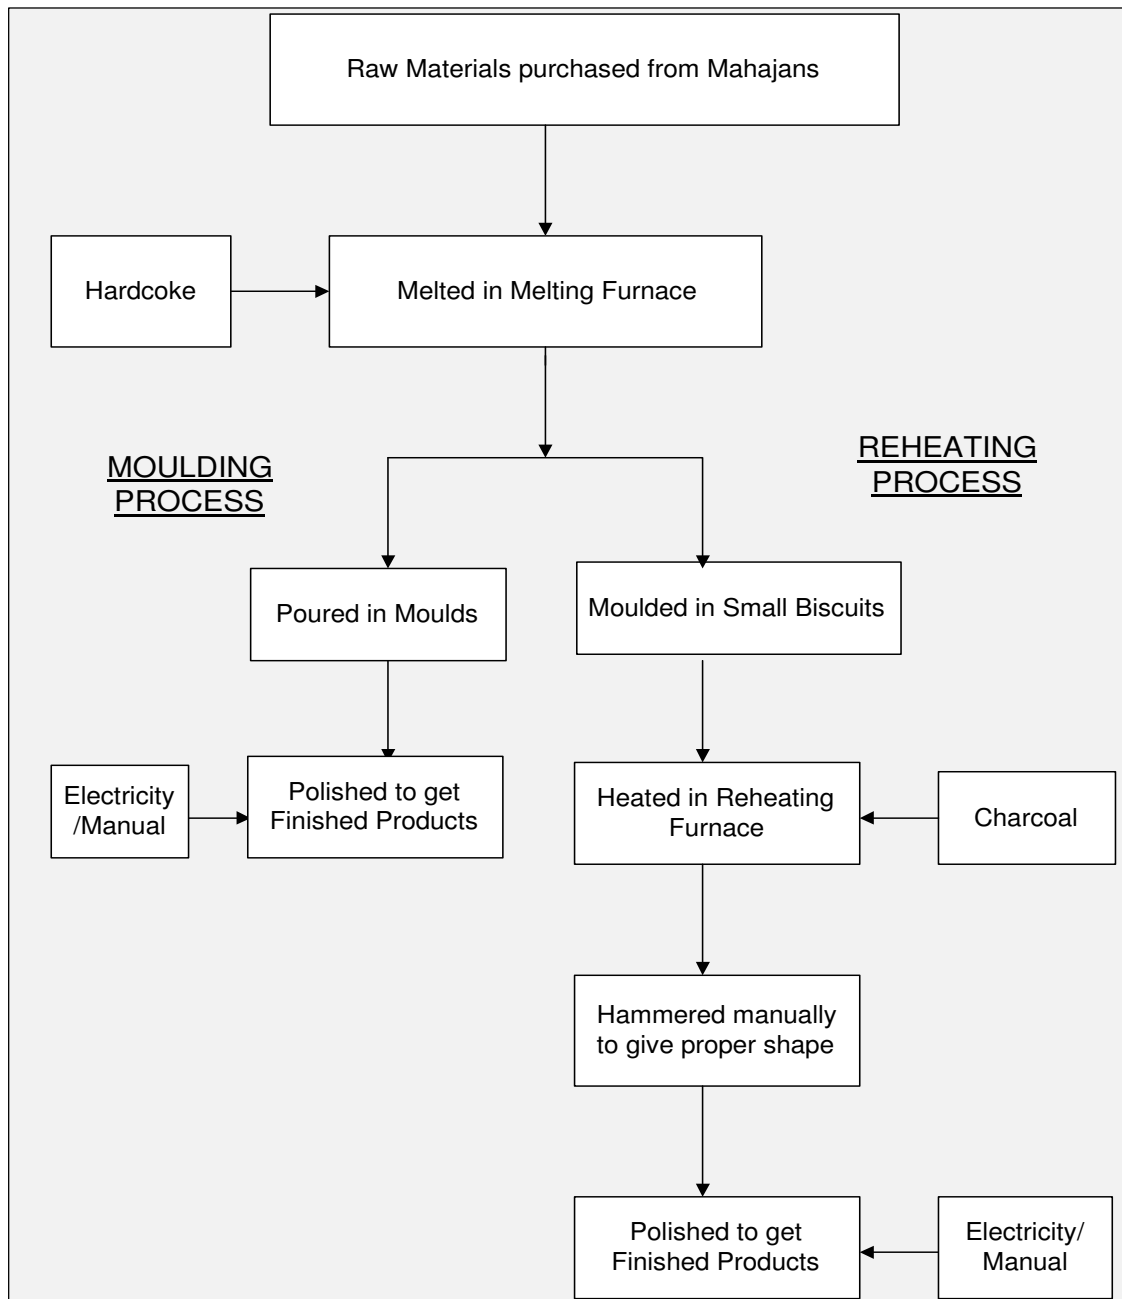 Raw Materials purchased from Mahajans
Hardcoke
Melted in Melting Furnace
MOULDING
PROCESS
REHEATING
PROCESS
Poured in Moulds
Moulded in Small Biscuits
Electricity
/Manual
Polished to get
Finished Products
Heated in Reheating
Furnace
Charcoal
Hammered manually
to give proper shape
Polished to get
Finished Products
Electricity/
Manual